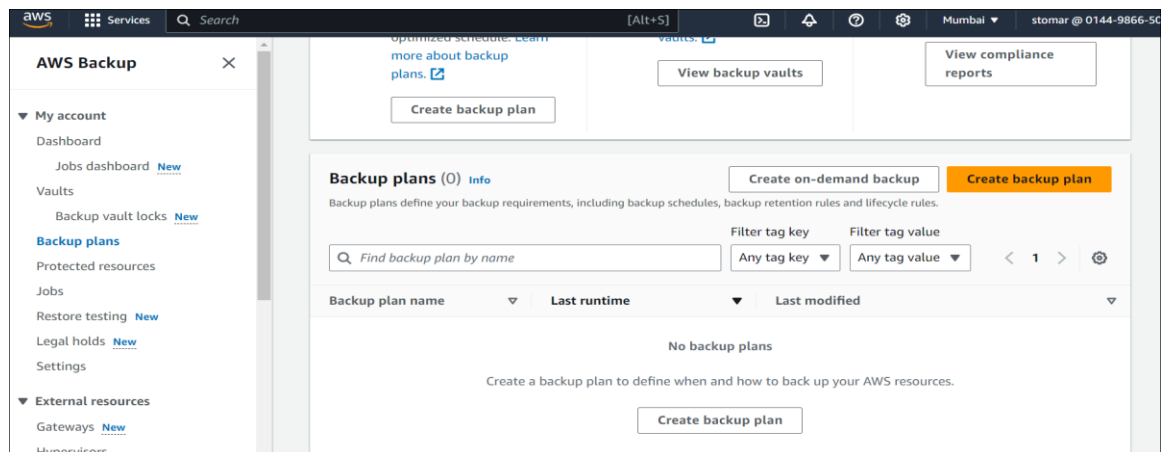 aws Services Search [Alt+S] Mumbai ▼ stomar @ 0144-9866-50
AWS Backup
My account
Dashboard
Jobs dashboard New
Vaults
Backup vault locks New
Backup plans
Protected resources
Jobs
Restore testing New
Legal holds New
Settings
External resources
Gateways New
Hypervisors
optimized schedule. Learn
more about backup
plans.
Create backup plan
vaults.
View backup vaults
View compliance
reports
Backup plans (0) Info
Create on-demand backup
Create backup plan
Backup plans define your backup requirements, including backup schedules, backup retention rules and lifecycle rules.
Filter tag key
Filter tag value
Find backup plan by name
Any tag key ▼
Any tag value ▼
< 1 >
Backup plan name
Last runtime
Last modified
No backup plans
Create a backup plan to define when and how to back up your AWS resources.
Create backup plan